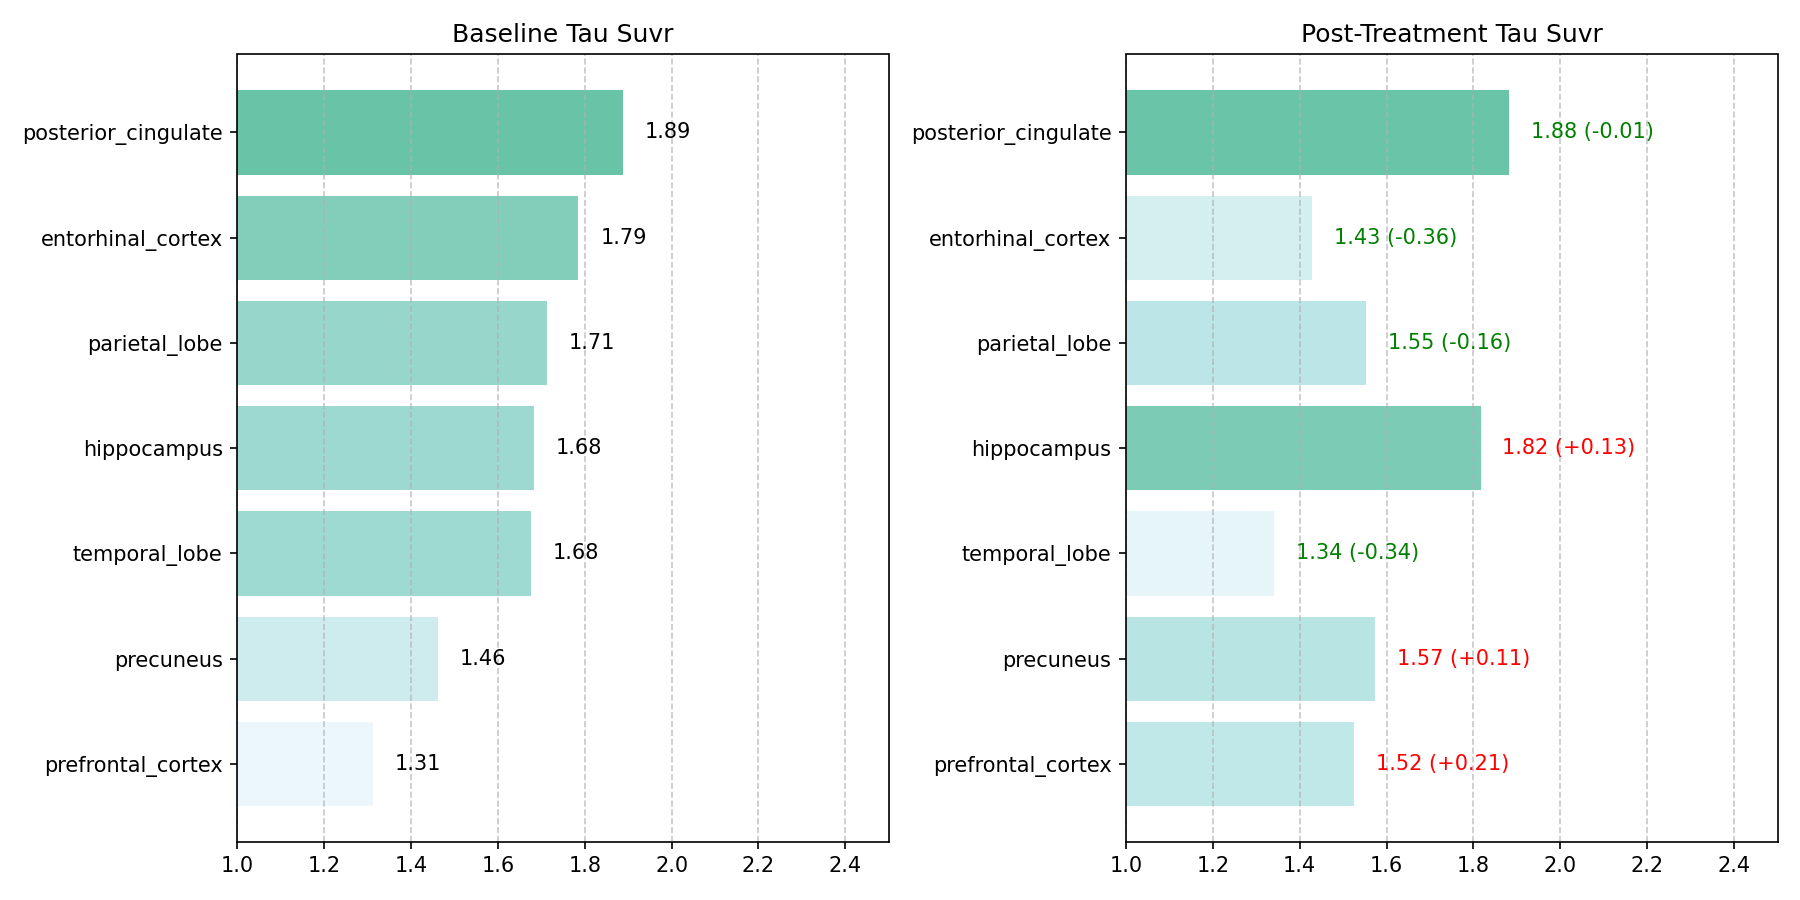 Baseline Tau Suvr
posterior_cingulate
1.89
entorhinal_cortex
1.79
parietal_lobe
1.71
hippocampus
1.68
temporal_lobe
1.68
precuneus
1.46
prefrontal_cortex
1.31
1.0 1.2 1.4 1.6 1.8 2.0 2.2 2.4
Post-Treatment Tau Suvr
posterior_cingulate
1.88 (-0.01)
entorhinal_cortex
1.43 (-0.36)
parietal_lobe
1.55 (-0.16)
hippocampus
1.82 (+0.13)
temporal_lobe
1.34 (-0.34)
precuneus
1.57 (+0.11)
prefrontal_cortex
1.52 (+0.21)
1.0 1.2 1.4 1.6 1.8 2.0 2.2 2.4